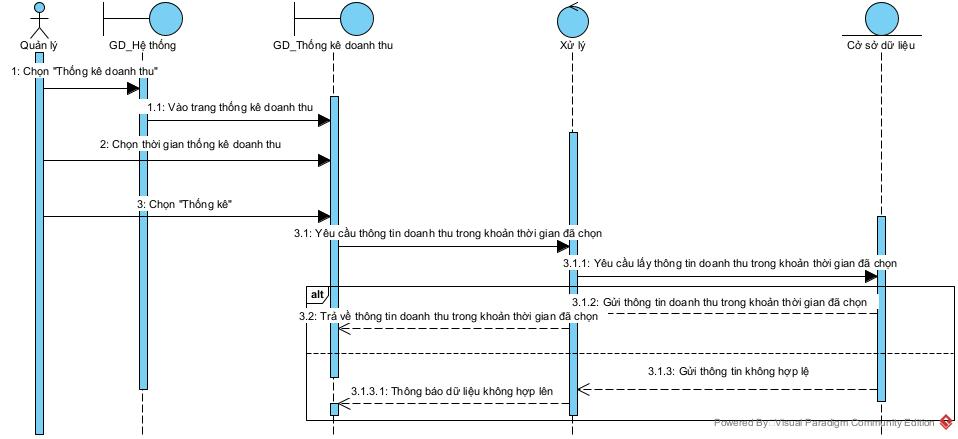 Quản lý
GD_Hệ thống
GD_Thống kê doanh thu
Xử lý
Cở sở dữ liệu
1: Chọn "Thống kê doanh thu"
1.1: Vào trang thống kê doanh thu
2: Chọn thời gian thống kê doanh thu
3: Chọn "Thống kê"
3.1: Yêu cầu thông tin doanh thu trong khoản thời gian đã chọn
3.1.1: Yêu cầu lấy thông tin doanh thu trong khoản thời gian đã chọn
alt
3.1.2: Gửi thông tin doanh thu trong khoản thời gian đã chọn
3.2: Trả về thông tin doanh thu trong khoản thời gian đã chọn
3.1.3: Gửi thông tin không hợp lệ
3.1.3.1: Thông báo dữ liệu không hợp lên
Powered By: Visual Paradigm Community Edition